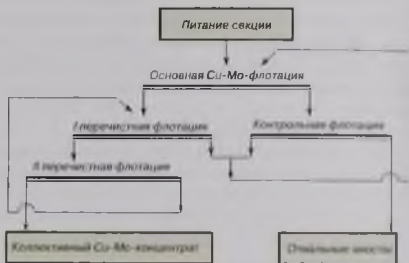 Питание секции
Основная Cu-Mo-флотация
I перечистная флотация
Контрольная флотация
II перечистная флотация
Коллективный Cu-Mo-концентрат
Отвальные хвосты